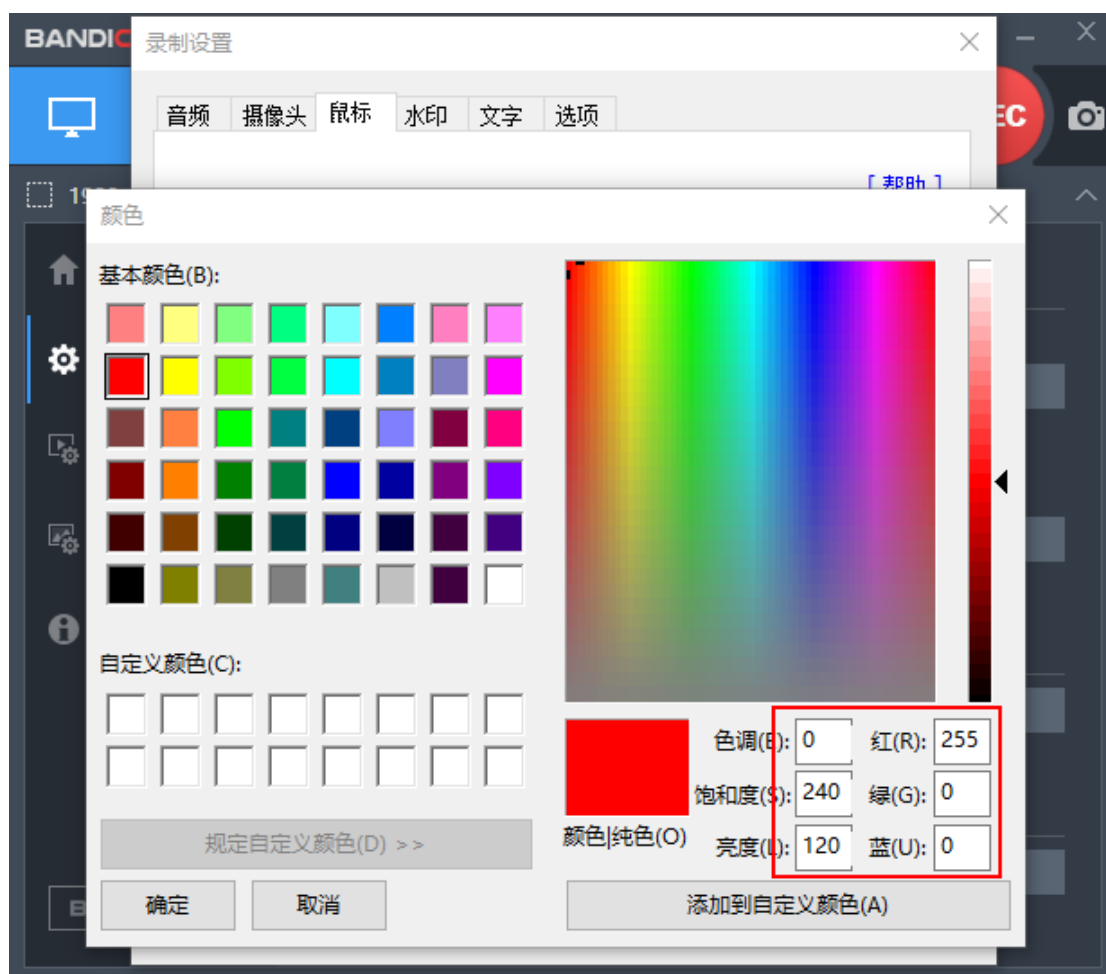 BANDIC
录制设置
音频 摄像头 鼠标 水印 文字 选项
EC
[ 帮助 ]
颜色
基本颜色(B):
自定义颜色(C):
色调(E): 0 红(R): 255
饱和度(S): 240 绿(G): 0
颜色|纯色(O) 亮度(L): 120 蓝(U): 0
规定自定义颜色(D) >>
确定 取消 添加到自定义颜色(A)